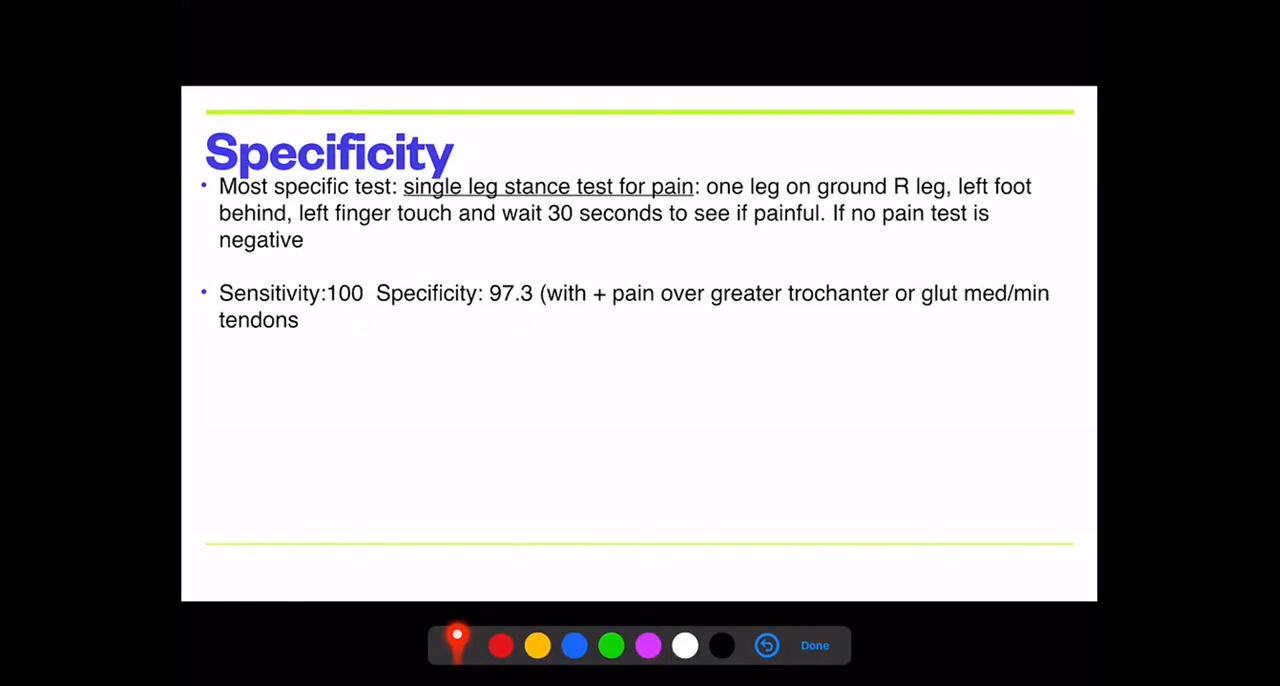 Specificity
• Most specific test: single leg stance test for pain: one leg on ground R leg, left foot
behind, left finger touch and wait 30 seconds to see if painful. If no pain test is
negative
• Sensitivity:100  Specificity: 97.3 (with + pain over greater trochanter or glut med/min
tendons
Done